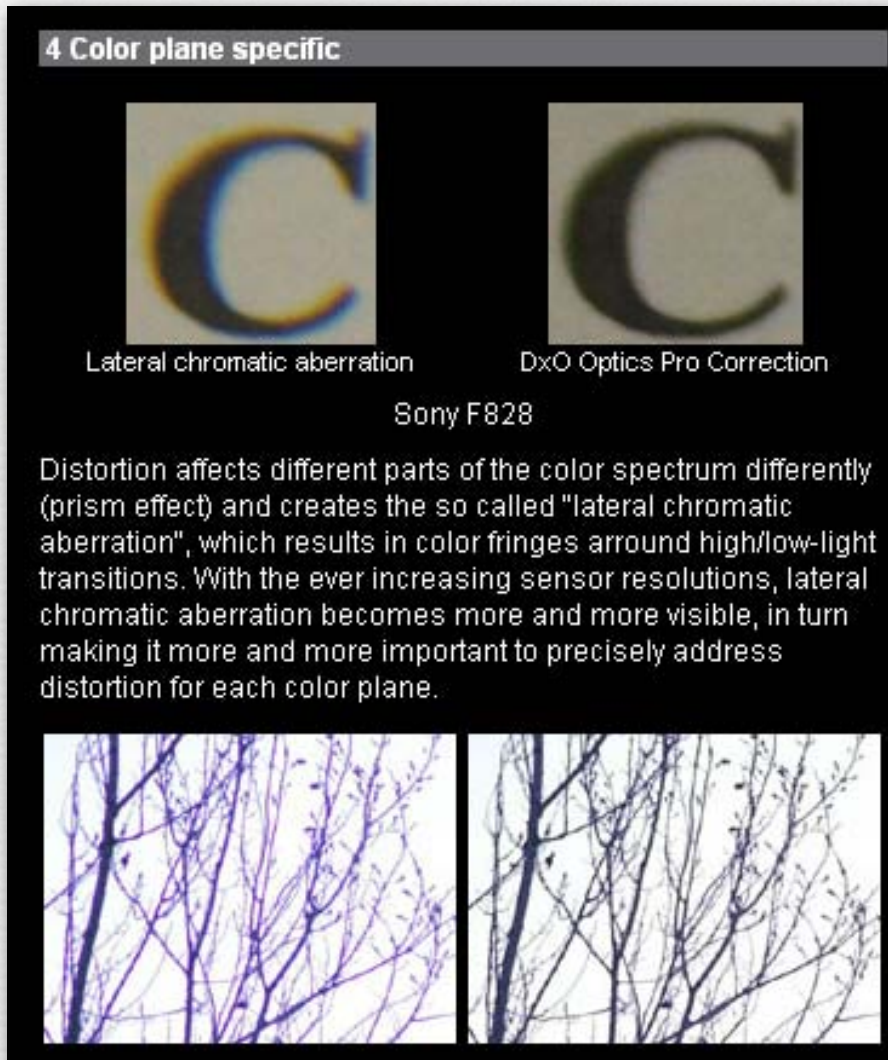 4 Color plane specific
C
C
Lateral chromatic aberration
DxO Optics Pro Correction
Sony F828
Distortion affects different parts of the color spectrum differently
(prism effect) and creates the so called "lateral chromatic
aberration", which results in color fringes arround high/low-light
transitions. With the ever increasing sensor resolutions, lateral
chromatic aberration becomes more and more visible, in turn
making it more and more important to precisely address
distortion for each color plane.